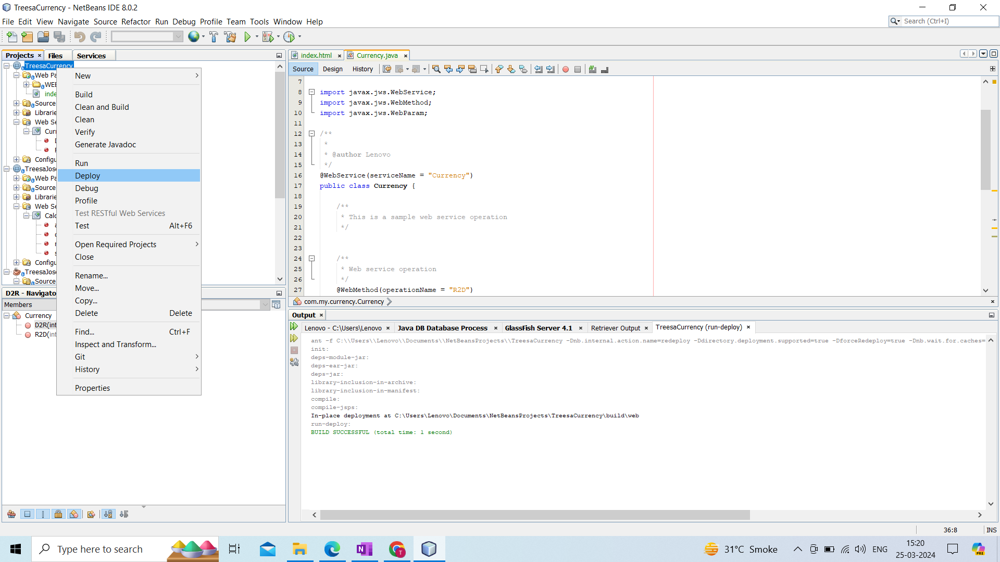 TreesaCurrency - NetBeans IDE 8.0.2
File Edit View Navigate Source Refactor Run Debug Profile Team Tools Window Help
Search (Ctrl+I)
Projects Files Services
TreesaCurrency
Web Pa
WEB
inde
Source
Librarie
Web Se
Curr
Configu
TreesaJose
Web Pa
Source
Librarie
Web Se
Calc
Configu
TreesaJose
Source
New
Build
Clean and Build
Clean
Verify
Generate Javadoc
Run
Deploy
Debug
Profile
Test RESTful Web Services
Test Alt+F6
Open Required Projects
Close
Rename...
Move...
Copy...
Delete Delete
Find... Ctrl+F
Inspect and Transform...
Git
History
Properties
D2R - Navigato
Members
Currency
D2R(int
R2D(int
index.html Currency.java
Source Design History
7
8 import javax.jws.WebService;
9 import javax.jws.WebMethod;
10 import javax.jws.WebParam;
11
12 /**
13 *
14 * @author Lenovo
15 */
16 @WebService(serviceName = "Currency")
17 public class Currency {
18
19 /**
20 * This is a sample web service operation
21 */
22
23
24 /**
25 * Web service operation
26 */
27 @WebMethod(operationName = "R2D")
com.my.currency.Currency
Output
Lenovo - C:\Users\Lenovo Java DB Database Process GlassFish Server 4.1 Retriever Output TreesaCurrency (run-deploy)
ant -f C:\\Users\\Lenovo\\Documents\\NetBeansProjects\\TreesaCurrency -Dnb.internal.action.name=redeploy -Ddirectory.deployment.supported=true -DforceRedeploy=true -Dnb.wait.for.caches=
init:
deps-module-jar:
deps-ear-jar:
deps-jar:
library-inclusion-in-archive:
library-inclusion-in-manifest:
compile:
compile-jsps:
In-place deployment at C:\Users\Lenovo\Documents\NetBeansProjects\TreesaCurrency\build\web
run-deploy:
BUILD SUCCESSFUL (total time: 1 second)
36:8 INS
Type here to search
31°C Smoke
ENG
15:20
25-03-2024
PRE